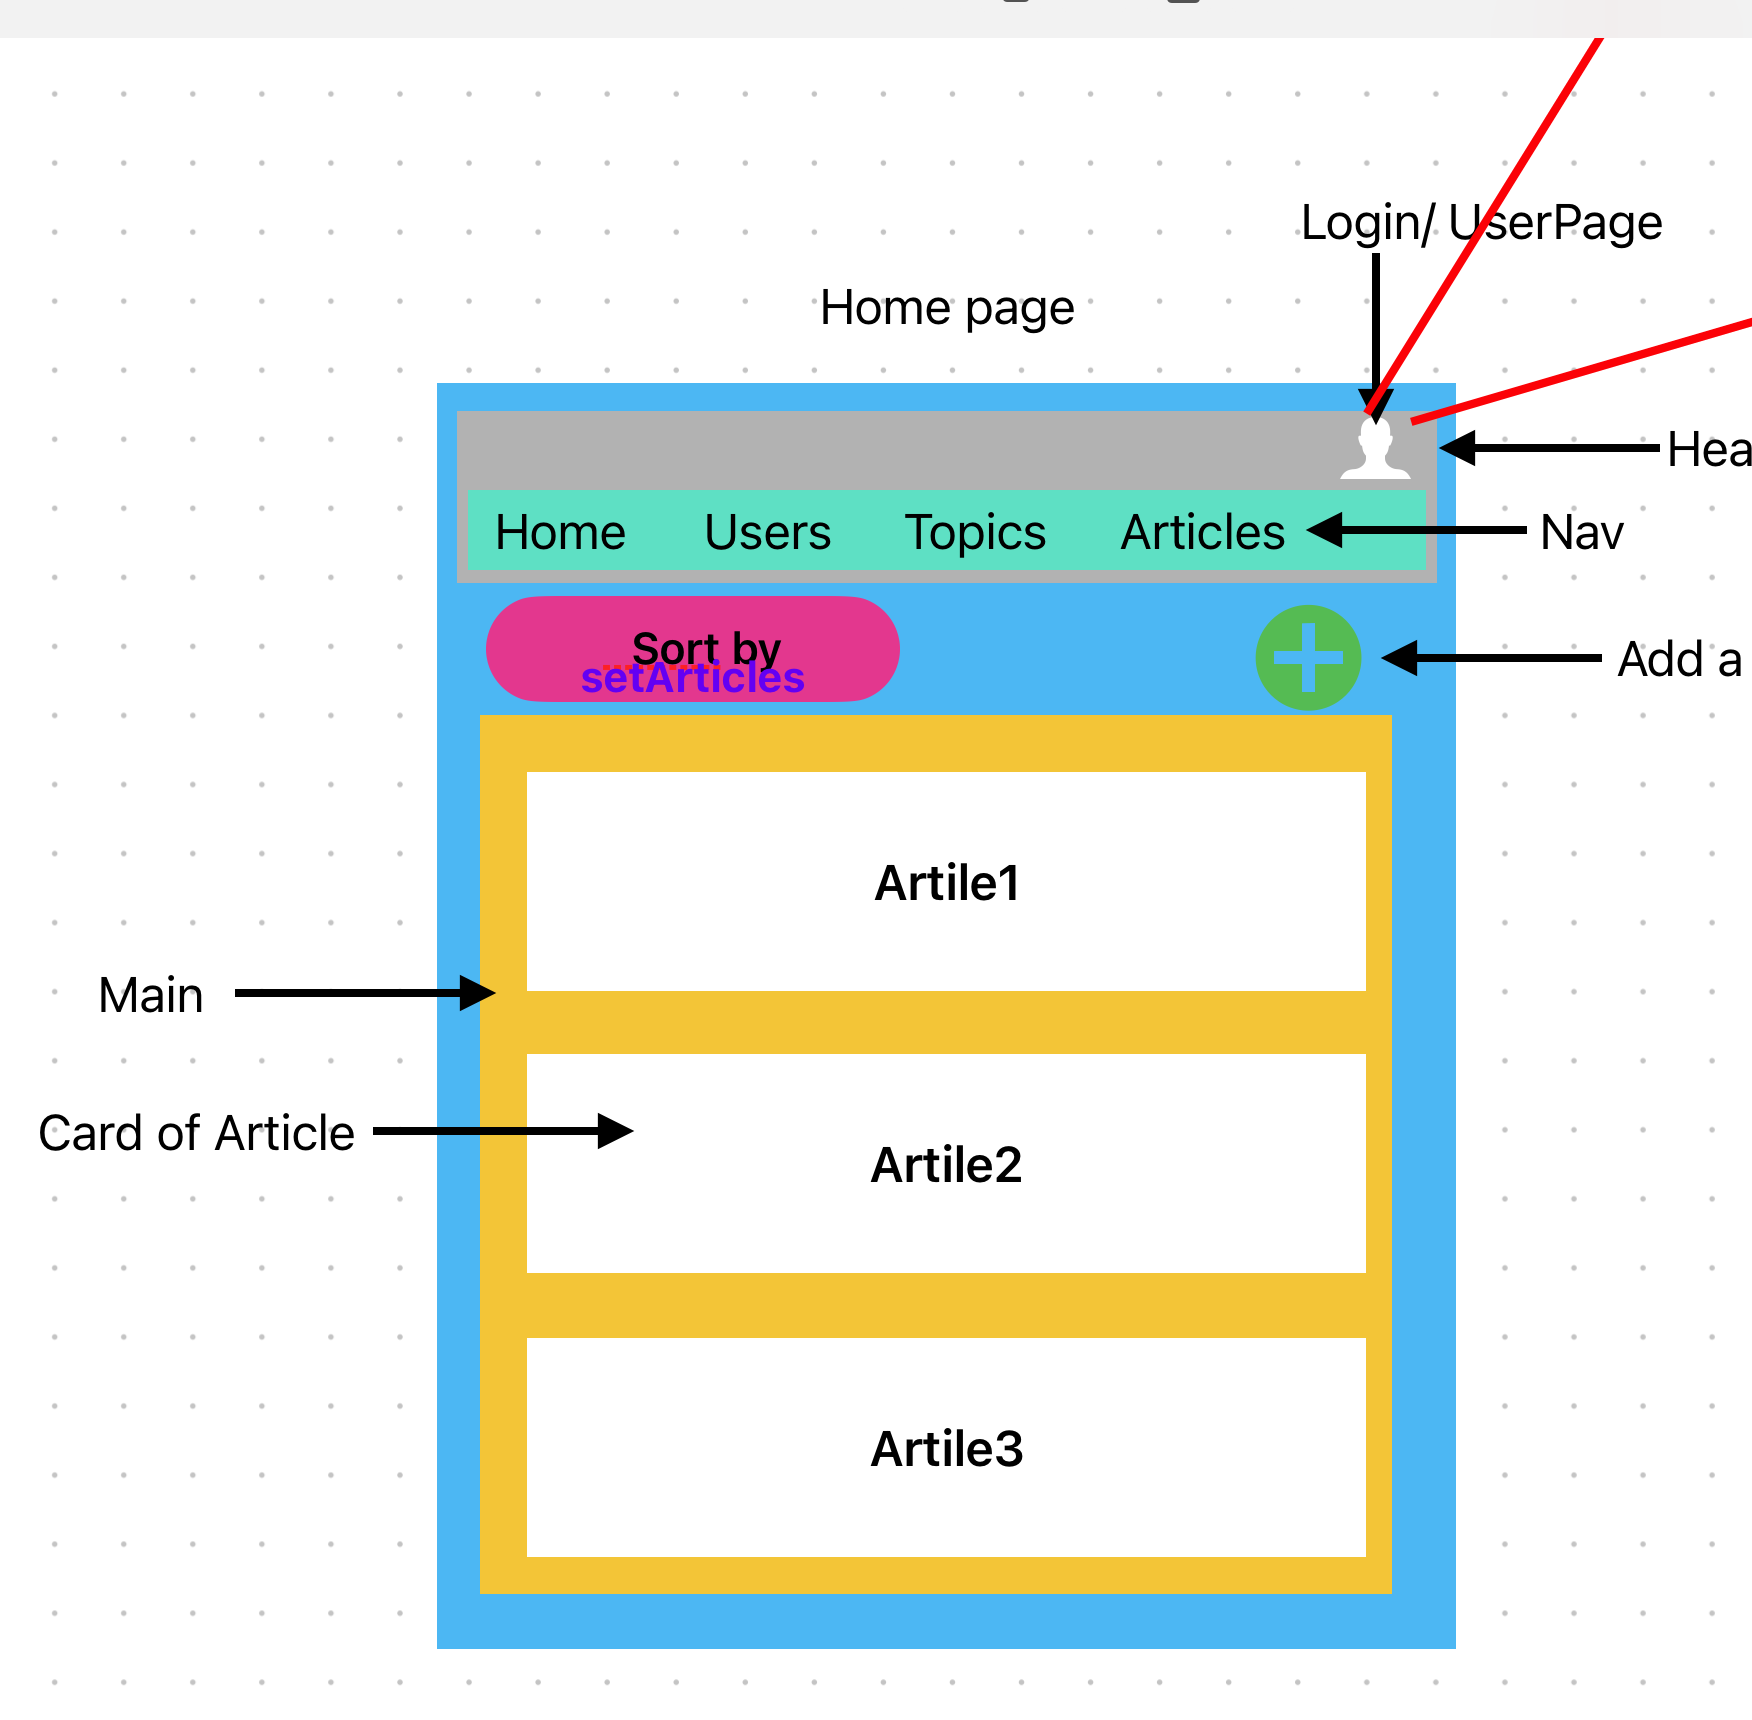 Login/ UserPage
Home page
Hea
Home Users Topics Articles
Nav
Sort by
setArticles
Add a
Artile1
Main
Card of Article
Artile2
Artile3